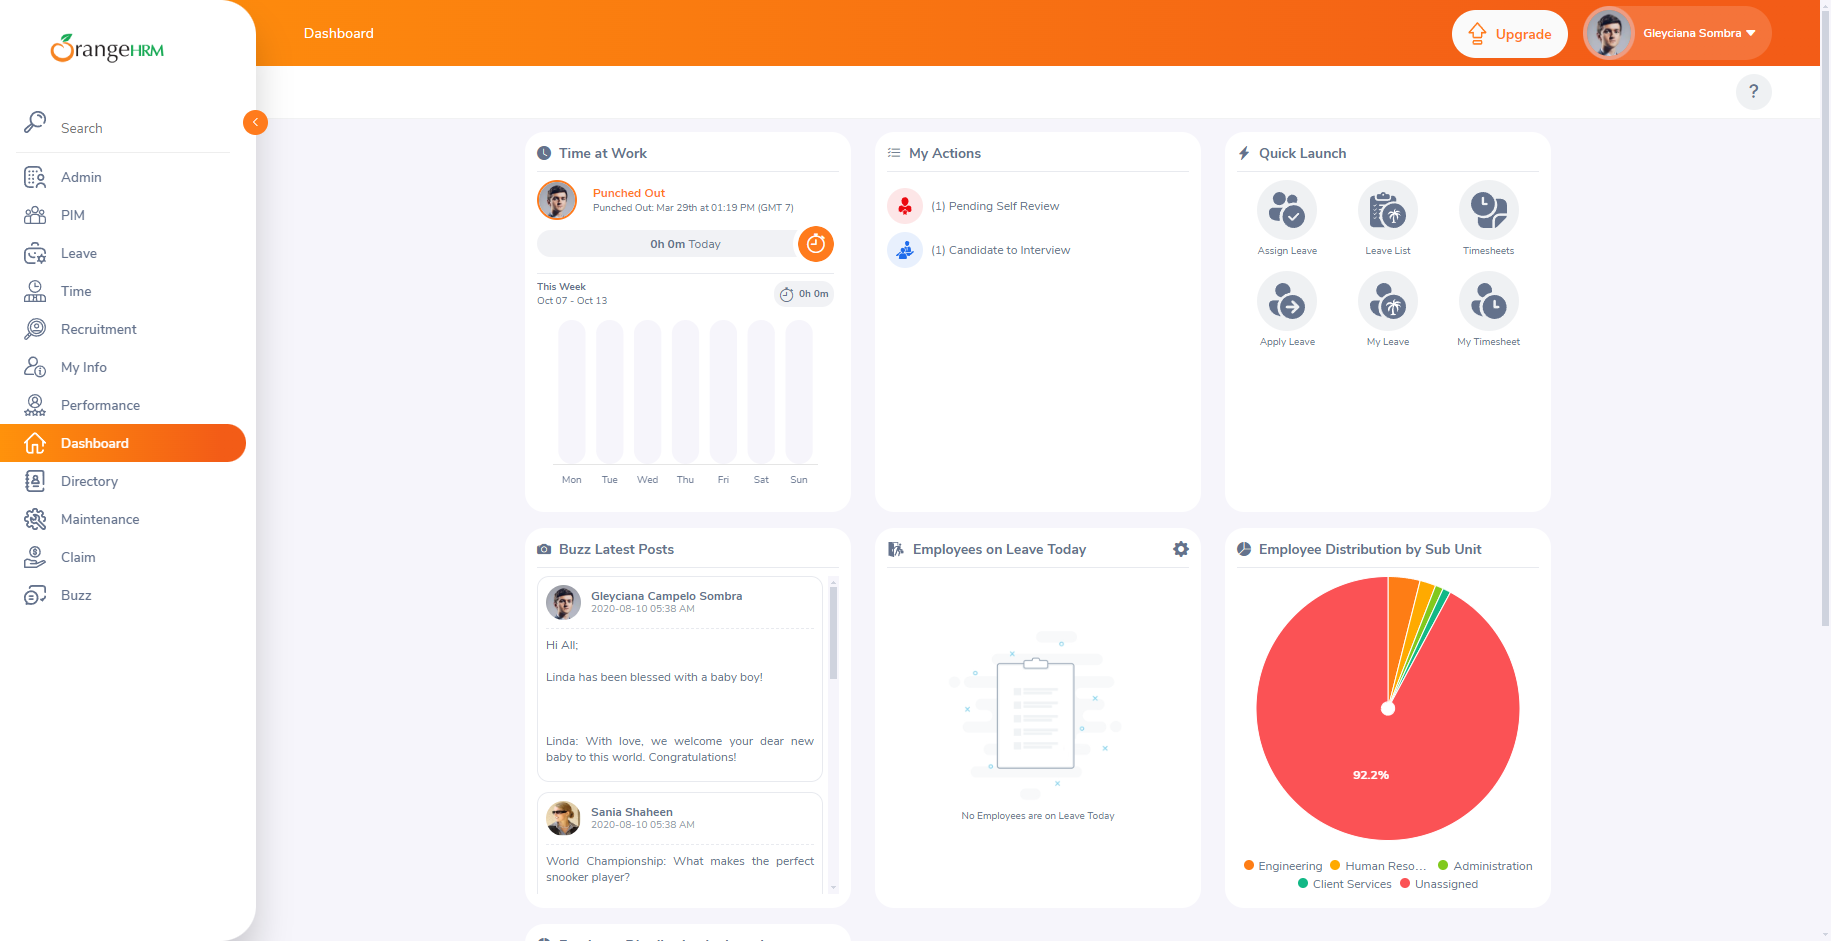 OrangeHRM
Dashboard
Upgrade
Gleyciana Sombra
?
Search
Admin
PIM
Leave
Time
Recruitment
My Info
Performance
Dashboard
Directory
Maintenance
Claim
Buzz
Time at Work
Punched Out
Punched Out: Mar 29th at 01:19 PM (GMT 7)
0h 0m Today
This Week
Oct 07 - Oct 13
0h 0m
Mon Tue Wed Thu Fri Sat Sun
My Actions
(1) Pending Self Review
(1) Candidate to Interview
Quick Launch
Assign Leave Leave List Timesheets
Apply Leave My Leave My Timesheet
Buzz Latest Posts
Gleyciana Campelo Sombra
2020-08-10 05:38 AM
Hi All;
Linda has been blessed with a baby boy!
Linda: With love, we welcome your dear new
baby to this world. Congratulations!
Sania Shaheen
2020-08-10 05:38 AM
World Championship: What makes the perfect
snooker player?
Employees on Leave Today
No Employees are on Leave Today
Employee Distribution by Sub Unit
92.2%
Engineering Human Reso... Administration
Client Services Unassigned